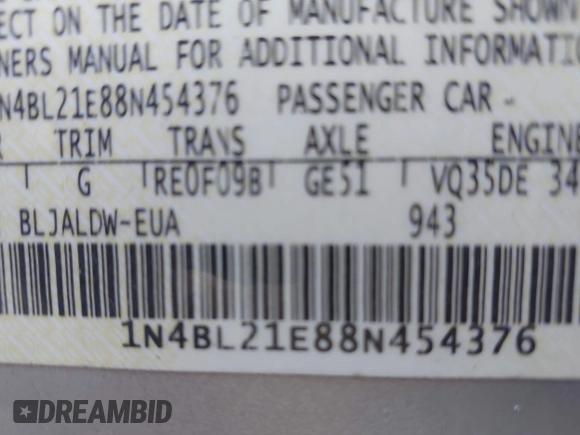 ECT ON THE DATE OF MANUFACTURE SHOWN
NERS MANUAL FOR ADDITIONAL INFORMATION
N4BL21E88N454376 PASSENGER CAR
R TRIM TRANS AXLE ENGINE
G RE0F09B GE51 VQ35DE 34
BLJALDW-EUA 943
1N4BL21E88N454376
DREAMBID